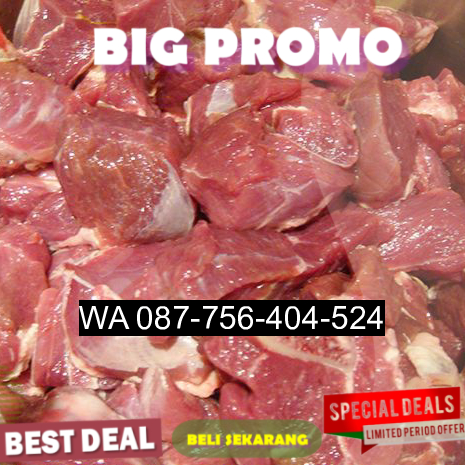 BIG PROMO
WA 087-756-404-524
SPECIAL DEALS
LIMITED PERIOD OFFER
BEST DEAL
BELI SEKARANG